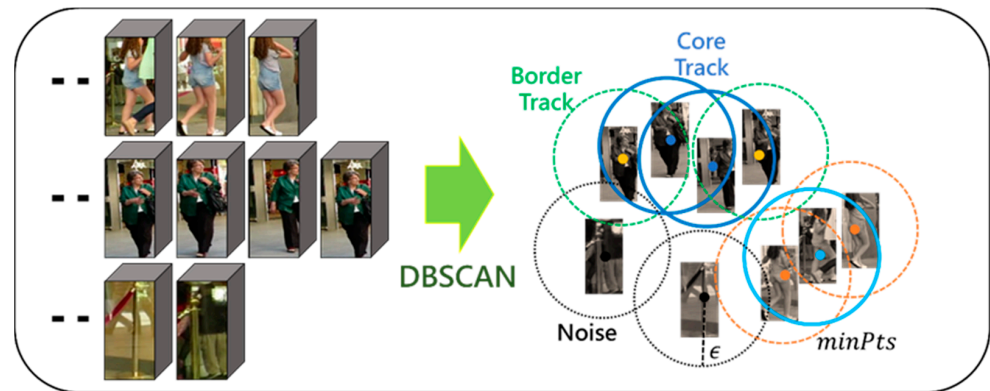 Core
Track
Border
Track
DBSCAN
Noise
ϵ
minPts